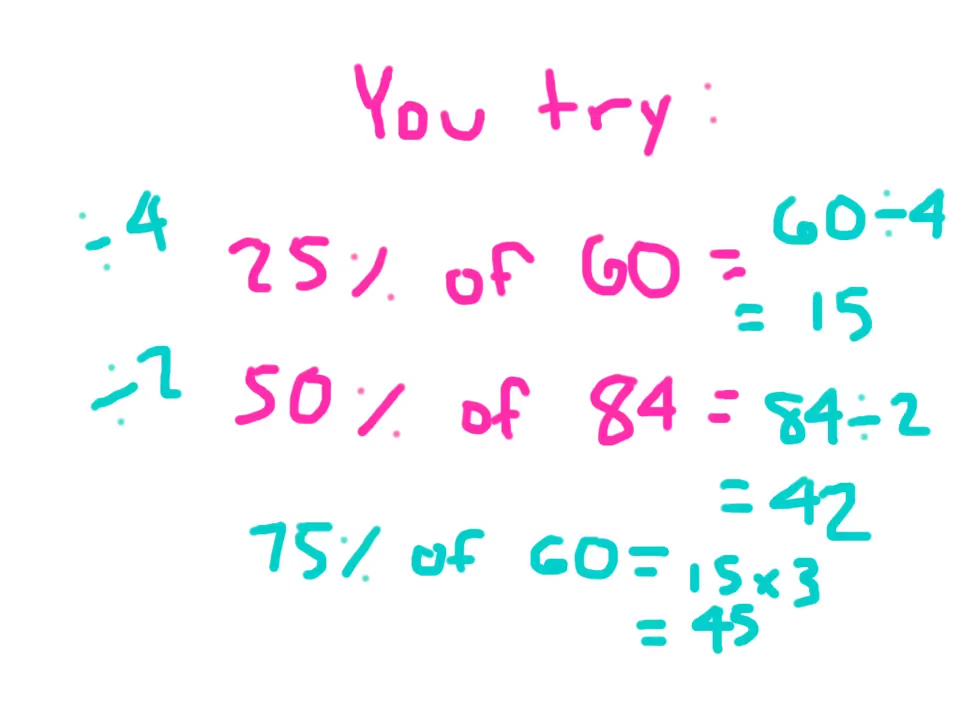 You try:
÷4 25% of 60 = 60÷4
= 15
÷2 50% of 84 = 84÷2
= 42
75% of 60 = 15 x 3
= 45